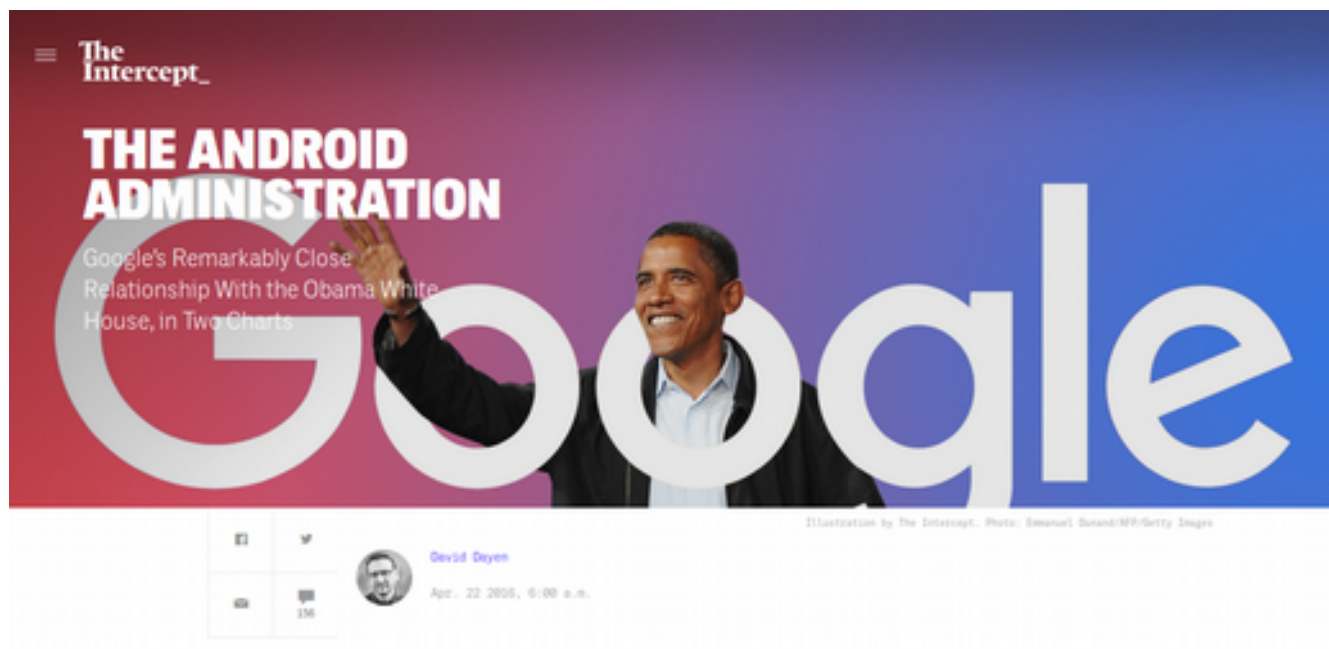 The
Intercept_
THE ANDROID
ADMINISTRATION
Google's Remarkably Close
Relationship With the Obama White
House, in Two Charts
Google
Illustration by The Intercept. Photo: Emmanuel Dunand/AFP/Getty Images
David Dayen
Apr. 22 2016, 6:00 a.m.